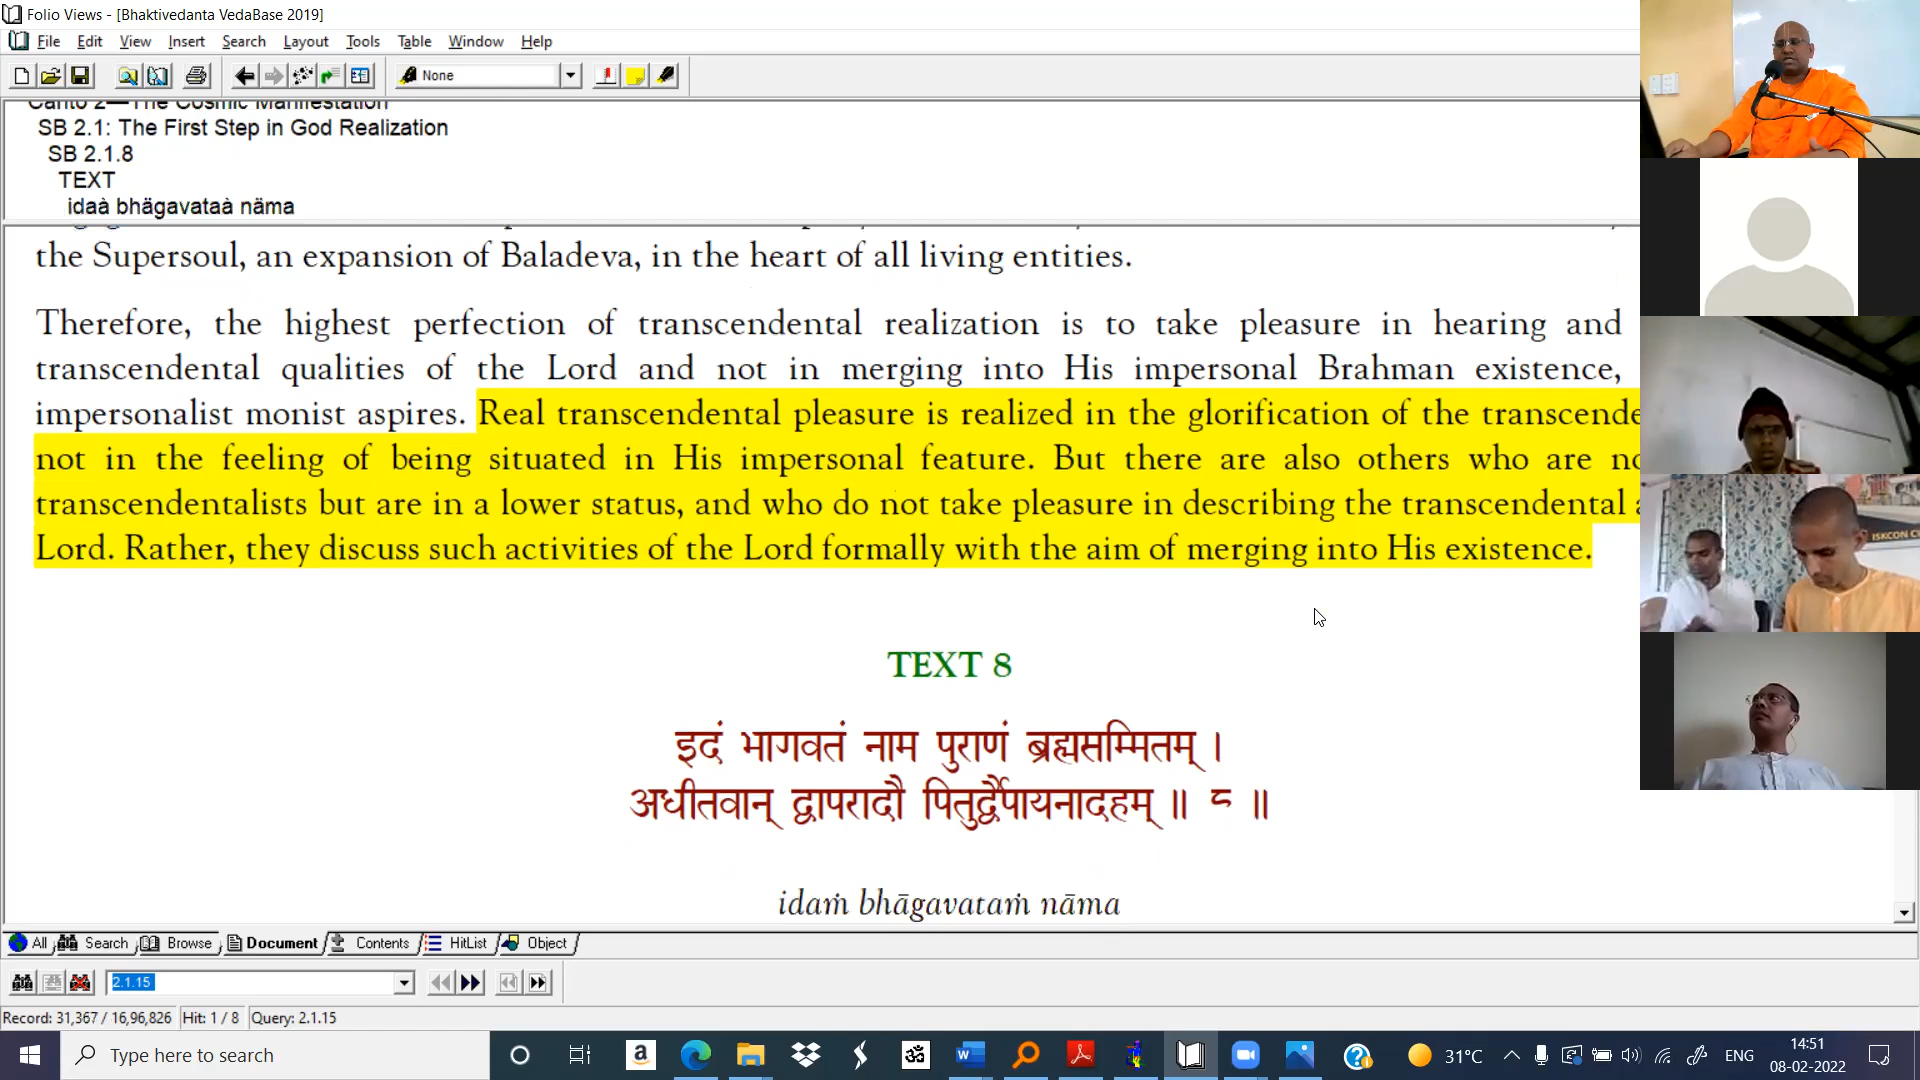 Folio Views - [Bhaktivedanta VedaBase 2019]
File Edit View Insert Search Layout Tools Table Window Help
None
Canto 2—The Cosmic Manifestation
SB 2.1: The First Step in God Realization
SB 2.1.8
TEXT
idaà bhägavataà näma
the Supersoul, an expansion of Baladeva, in the heart of all living entities.
Therefore, the highest perfection of transcendental realization is to take pleasure in hearing and
transcendental qualities of the Lord and not in merging into His impersonal Brahman existence,
impersonalist monist aspires. Real transcendental pleasure is realized in the glorification of the transcende
not in the feeling of being situated in His impersonal feature. But there are also others who are
transcendentalists but are in a lower status, and who do not take pleasure in describing the transcendental
Lord. Rather, they discuss such activities of the Lord formally with the aim of merging into His existence.
ISKCON
TEXT 8
इदं भागवतं नाम पुराणं ब्रह्मसम्मितम् ।
अधीतवान् द्वापरादौ पितुर्द्वैपायनादहम् ॥ ८ ॥
idaṁ bhāgavataṁ nāma
All Search Browse Document Contents HitList Object
2.1.15
Record: 31,367 / 16,96,826 Hit: 1 / 8 Query: 2.1.15
Type here to search
31°C ENG 14:51
08-02-2022